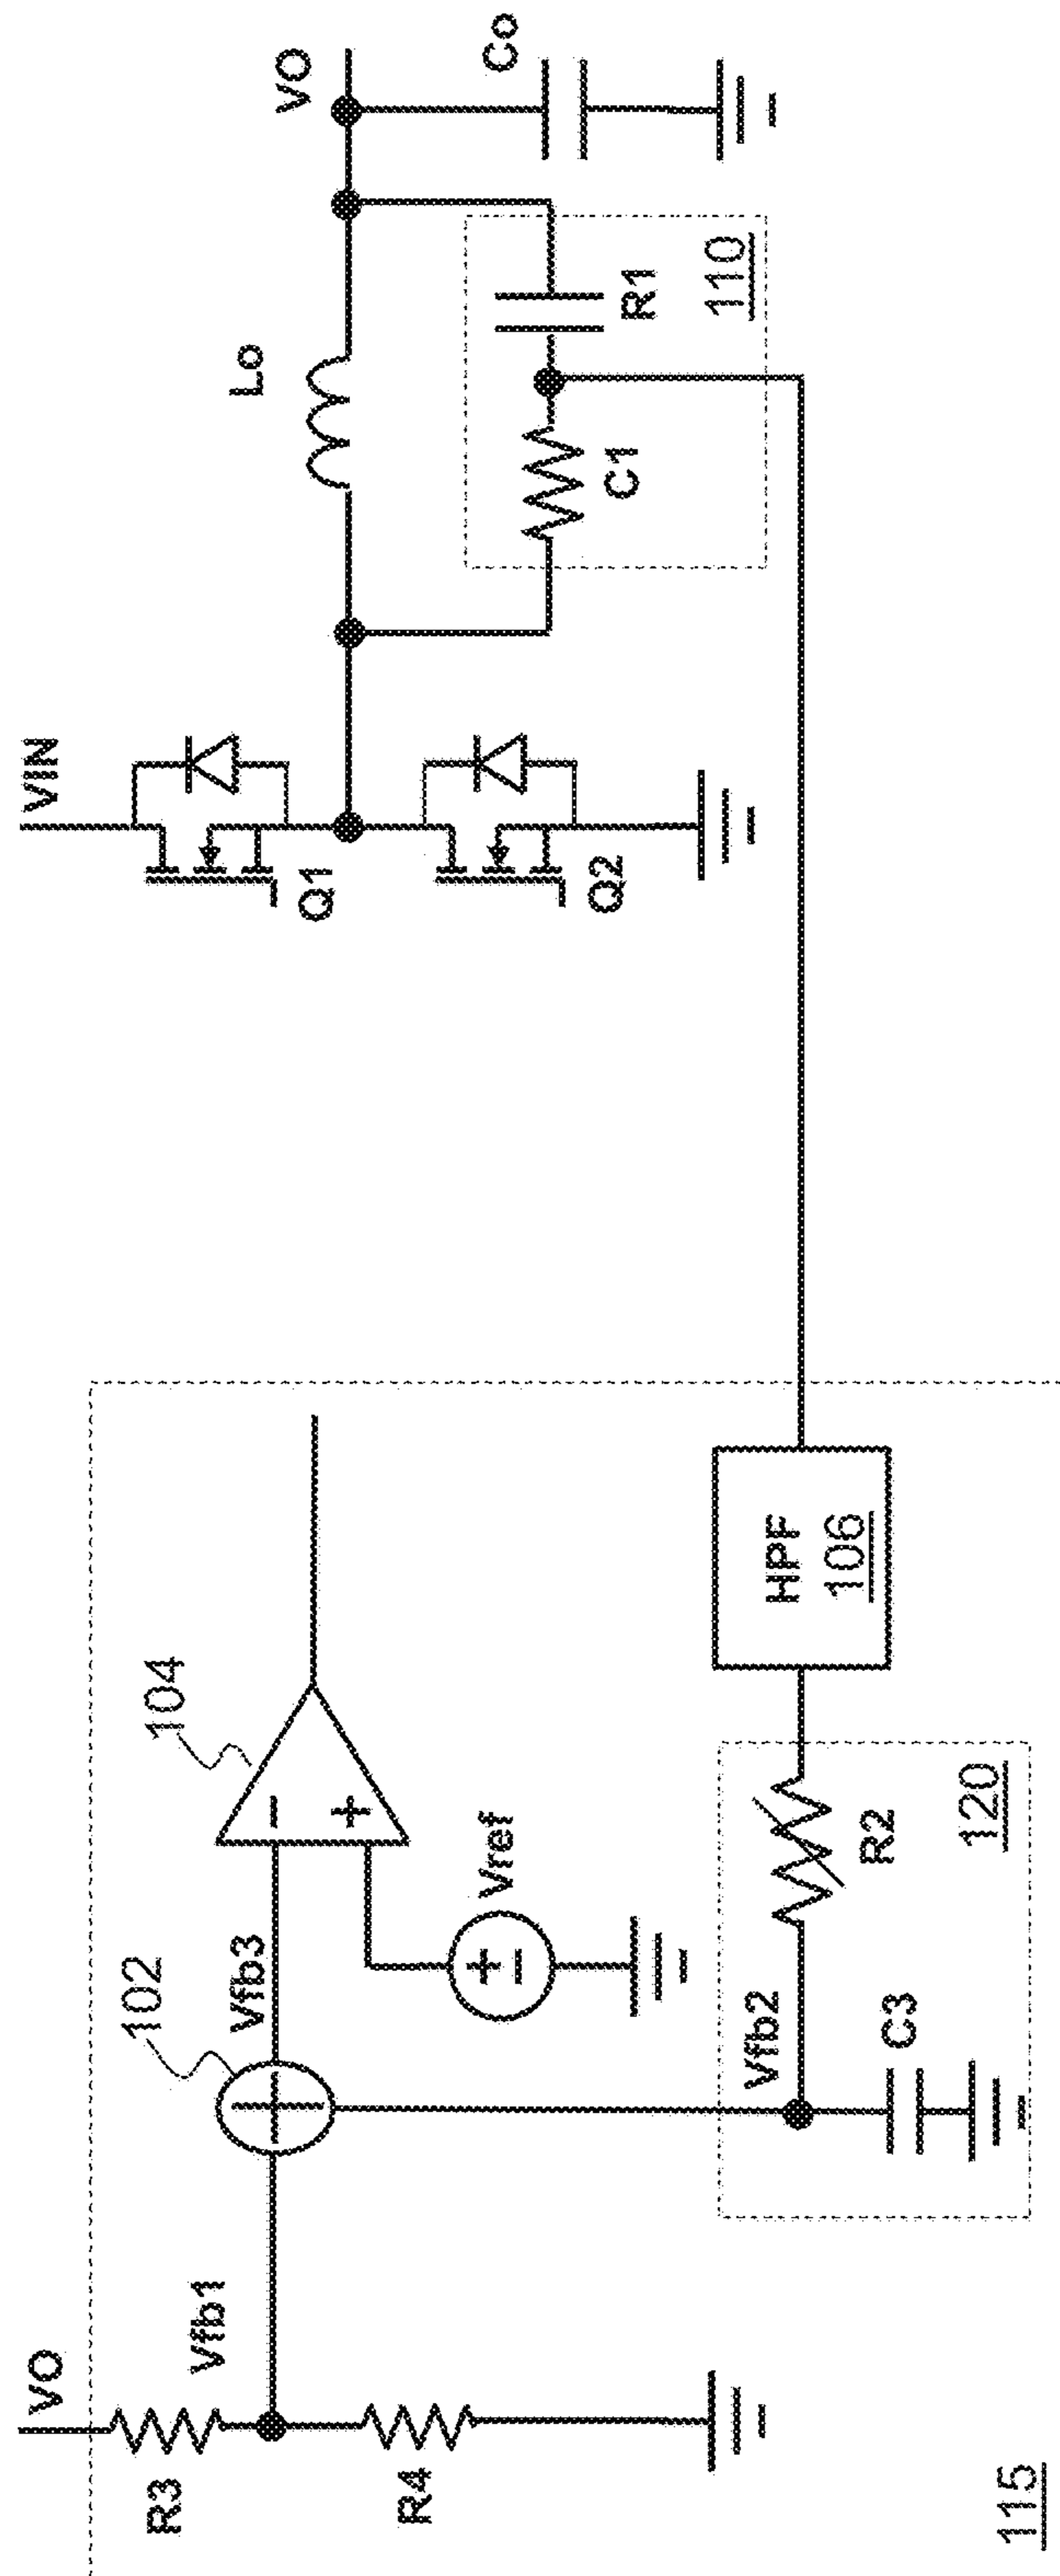 VO
R3
Vfb1
R4
102
Vfb3
104
−
+
Vref
+
−
Vfb2
C3
R2
120
HPF
106
115
VIN
Q1
Q2
Lo
C1
R1
110
VO
Co